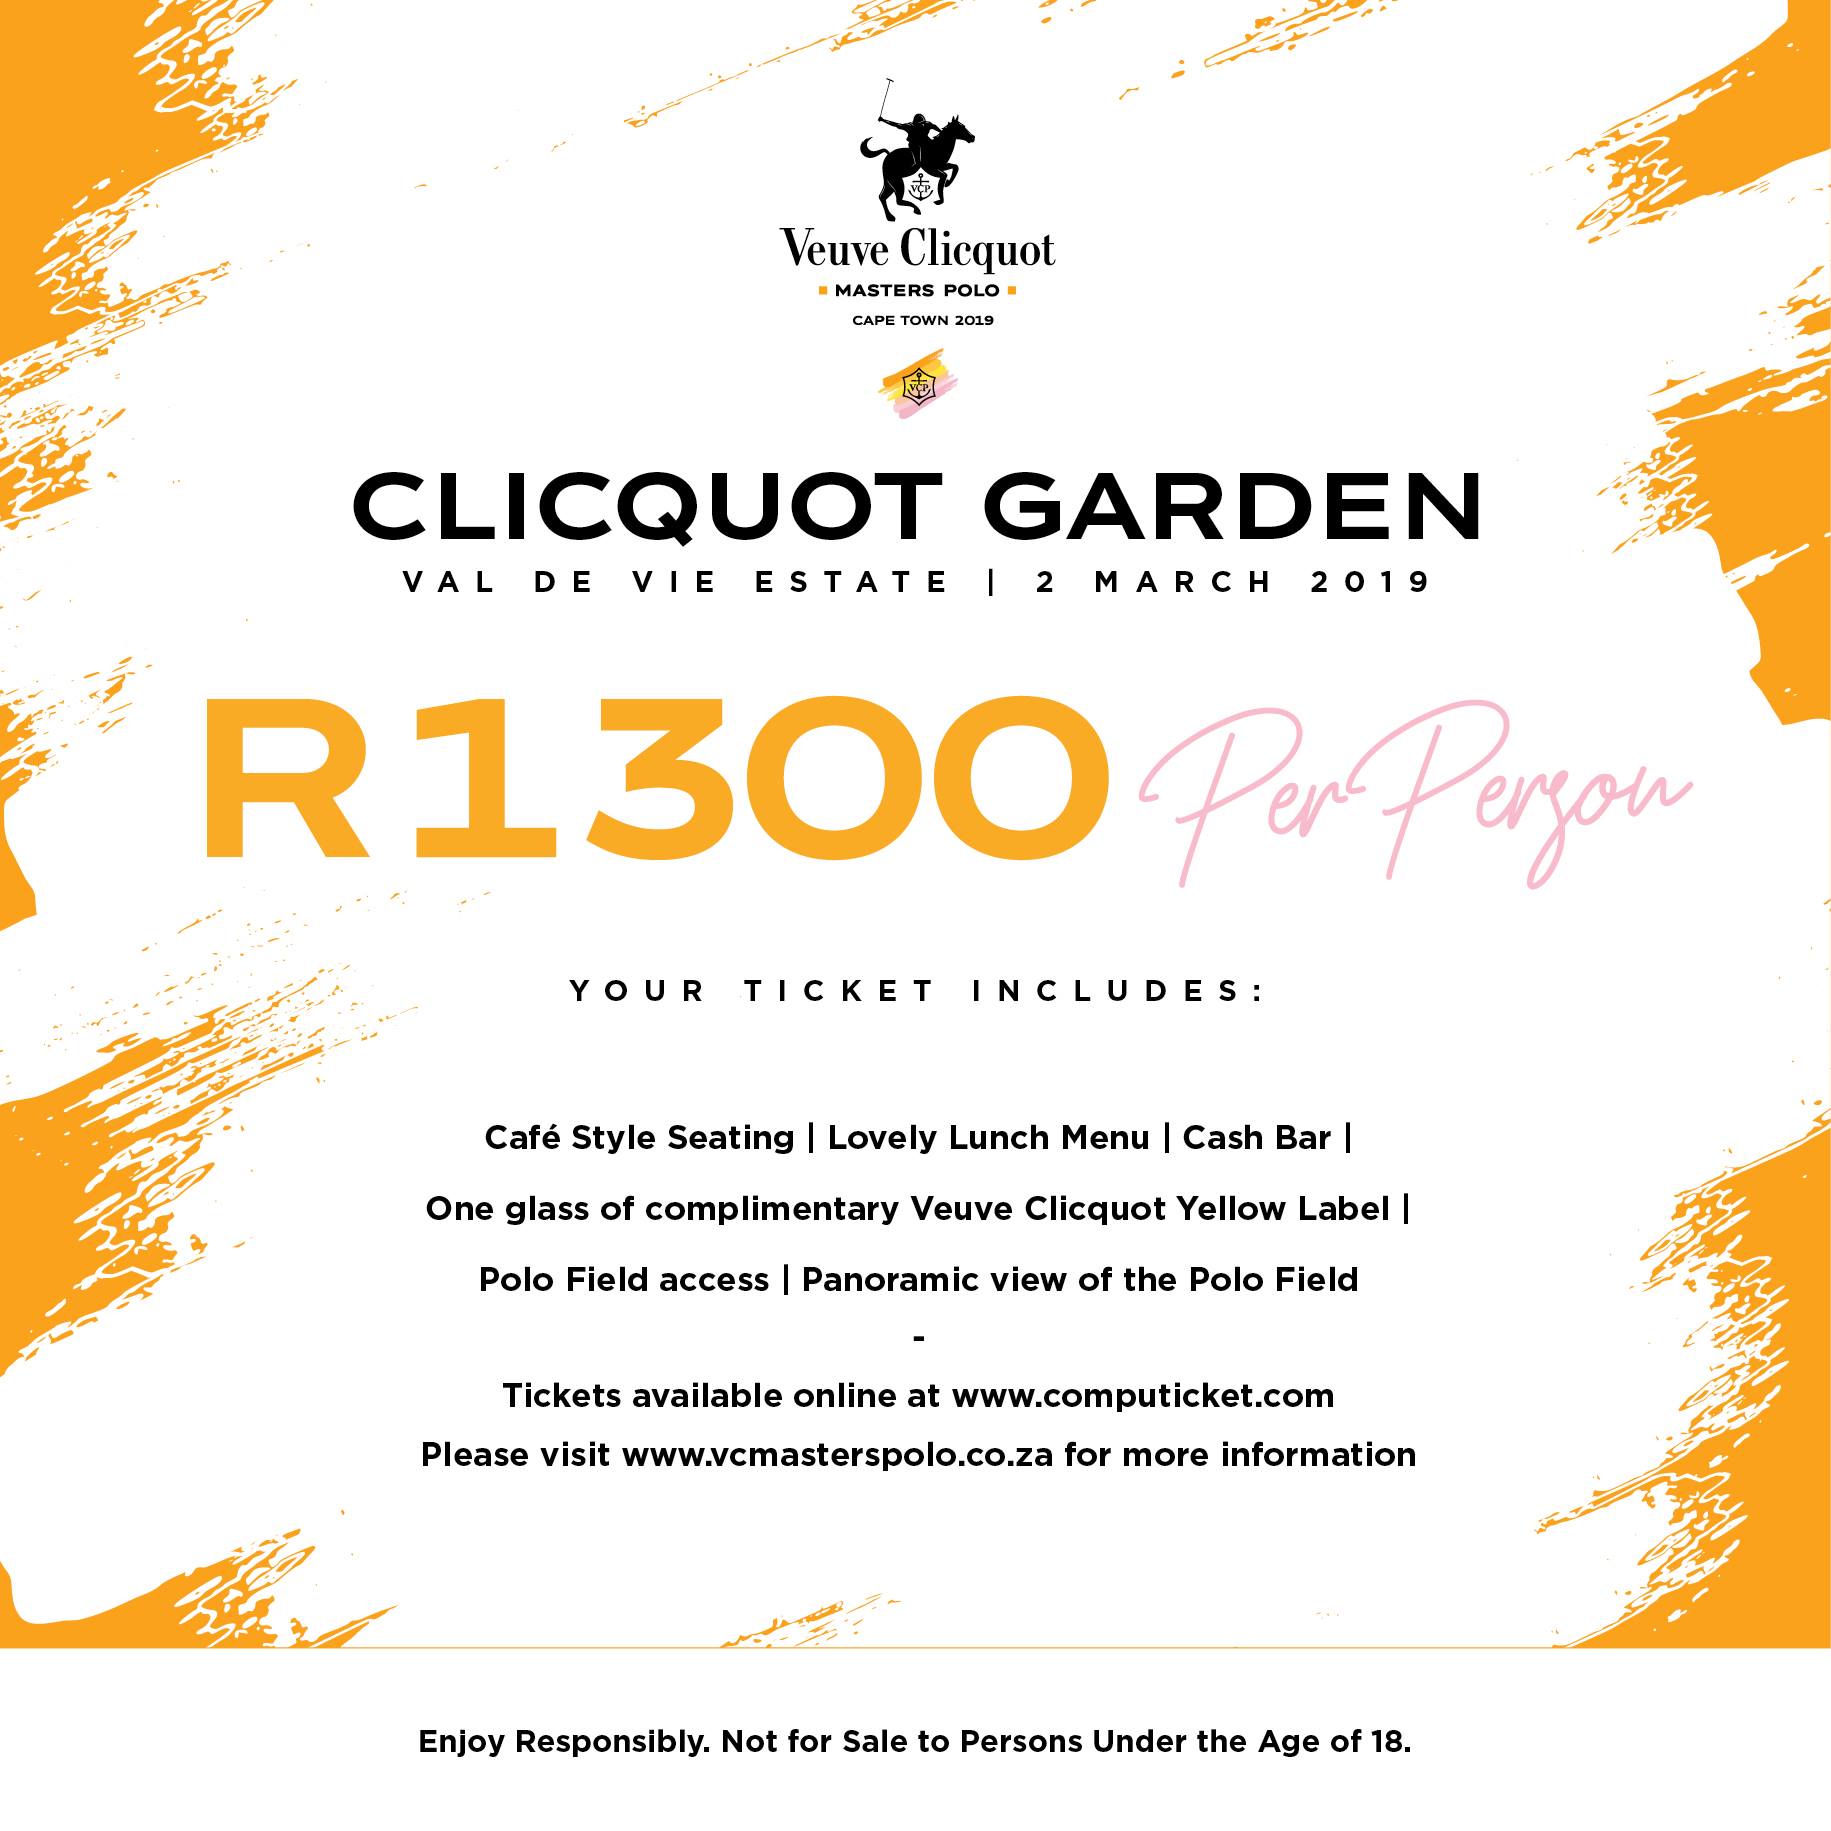 VCP
Veuve Clicquot
MASTERS POLO
CAPE TOWN 2019
VCP
CLICQUOT GARDEN
VAL DE VIE ESTATE | 2 MARCH 2019
R1300 Per Person
YOUR TICKET INCLUDES:
Café Style Seating | Lovely Lunch Menu | Cash Bar |
One glass of complimentary Veuve Clicquot Yellow Label |
Polo Field access | Panoramic view of the Polo Field
-
Tickets available online at www.computicket.com
Please visit www.vcmasterspolo.co.za for more information
Enjoy Responsibly. Not for Sale to Persons Under the Age of 18.